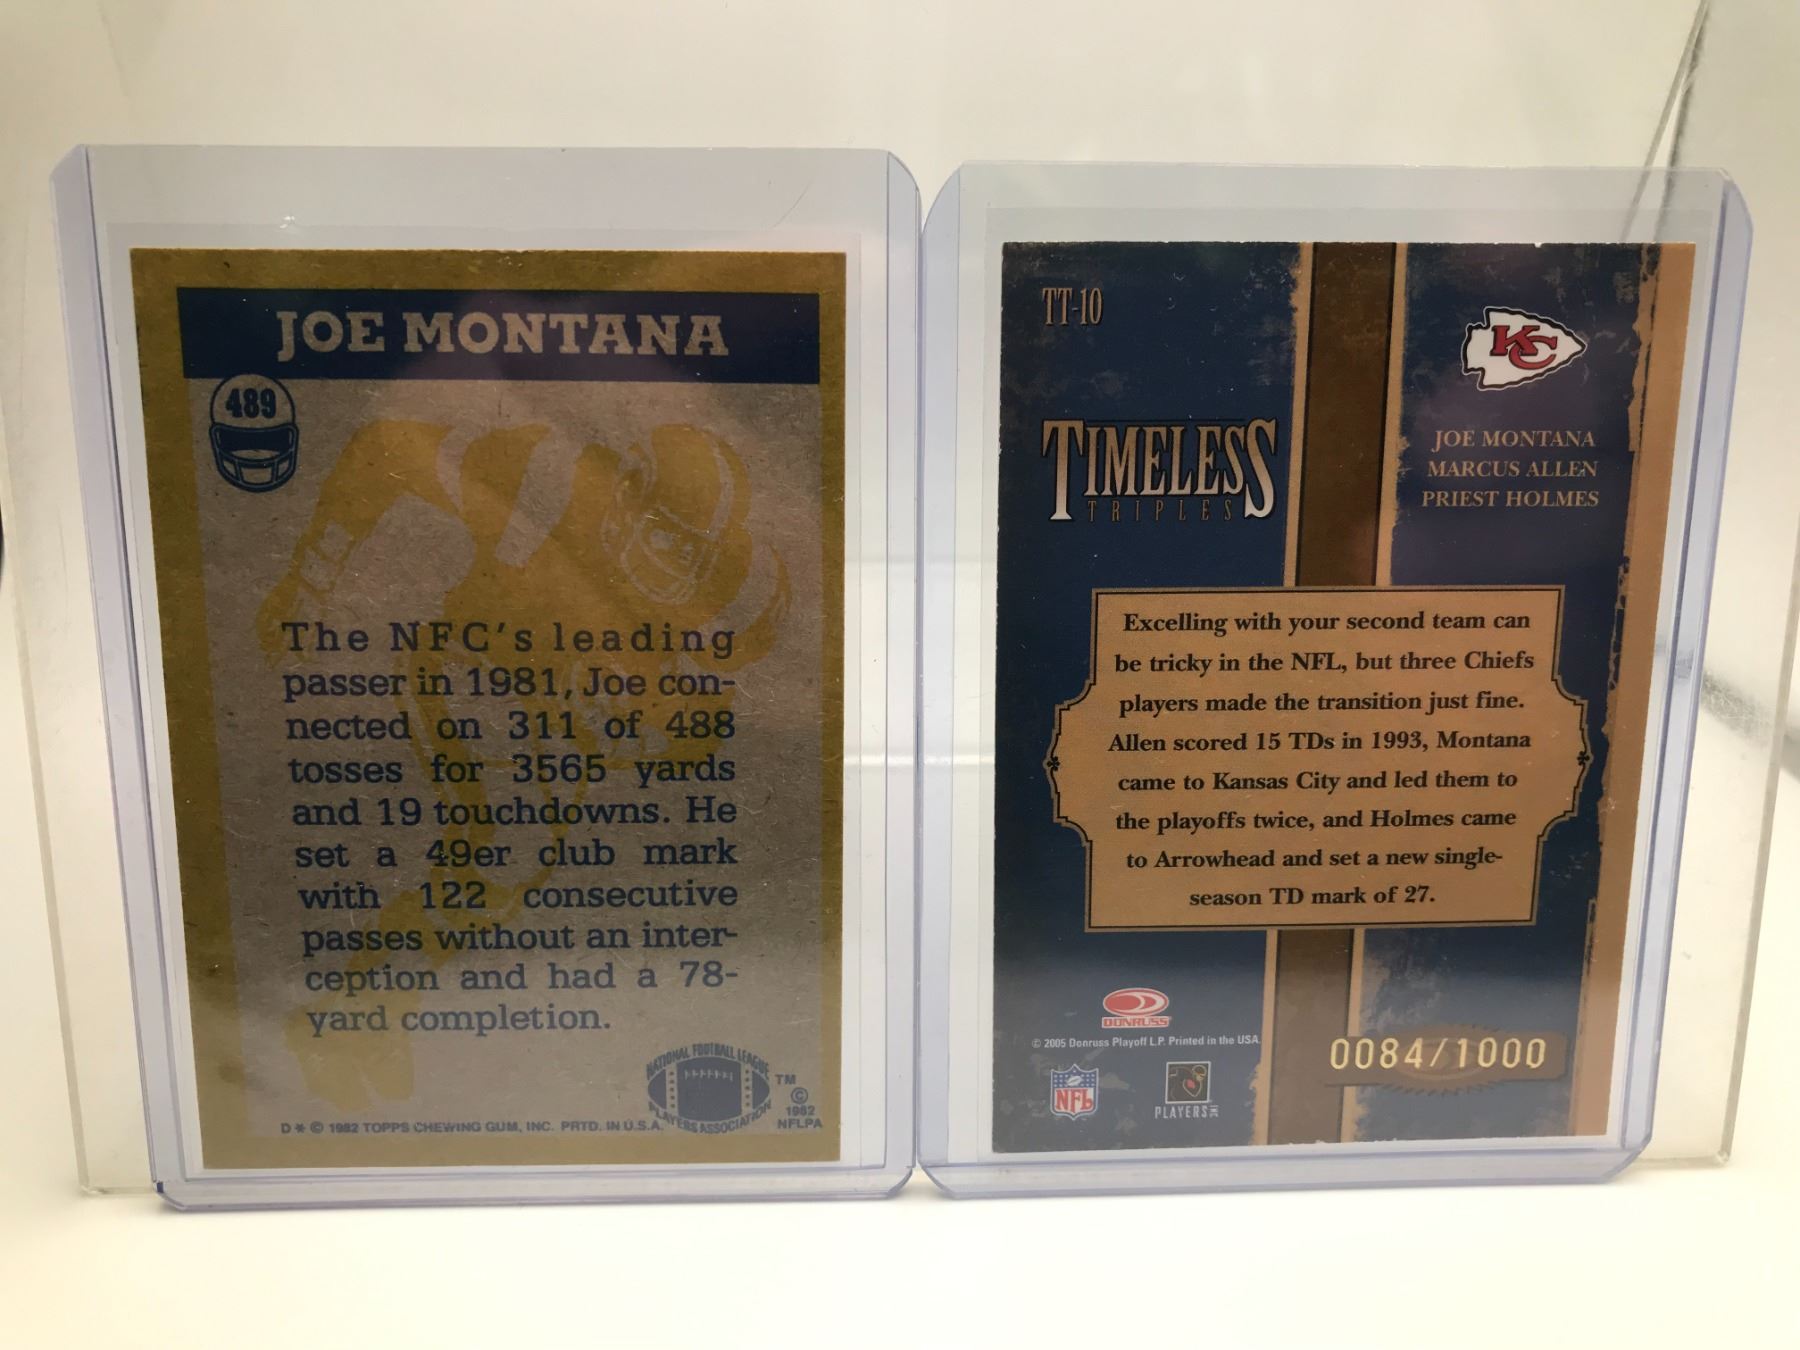 JOE MONTANA
489
The NFC's leading
passer in 1981, Joe con-
nected on 311 of 488
tosses for 3565 yards
and 19 touchdowns. He
set a 49er club mark
with 122 consecutive
passes without an inter-
ception and had a 78-
yard completion.
NATIONAL FOOTBALL LEAGUE
PLAYERS ASSOCIATION
TM
©
1982
NFLPA
D * © 1982 TOPPS CHEWING GUM, INC. PRTD. IN U.S.A.
TT-10
KC
TIMELESS
TRIPLES
JOE MONTANA
MARCUS ALLEN
PRIEST HOLMES
Excelling with your second team can
be tricky in the NFL, but three Chiefs
players made the transition just fine.
Allen scored 15 TDs in 1993, Montana
came to Kansas City and led them to
the playoffs twice, and Holmes came
to Arrowhead and set a new single-
season TD mark of 27.
DONRUSS
© 2005 Donruss Playoff L.P. Printed in the USA.
0084/1000
NFL
PLAYERS